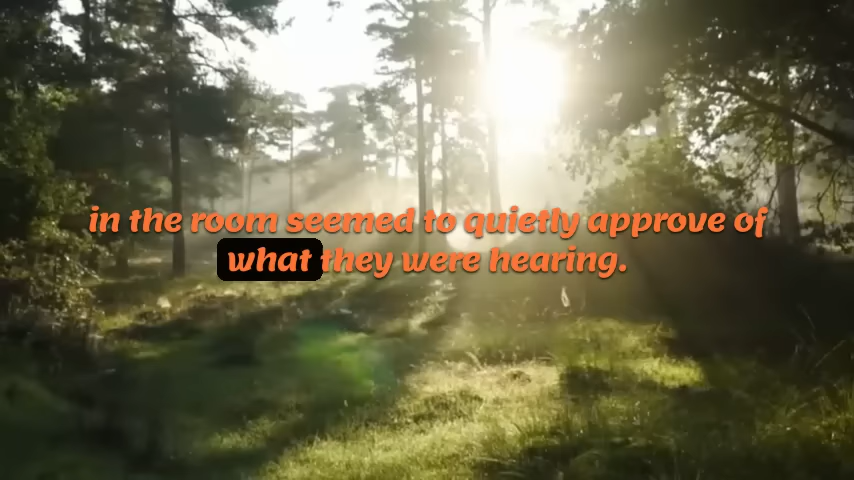 in the room seemed to quietly approve of
what they were hearing.